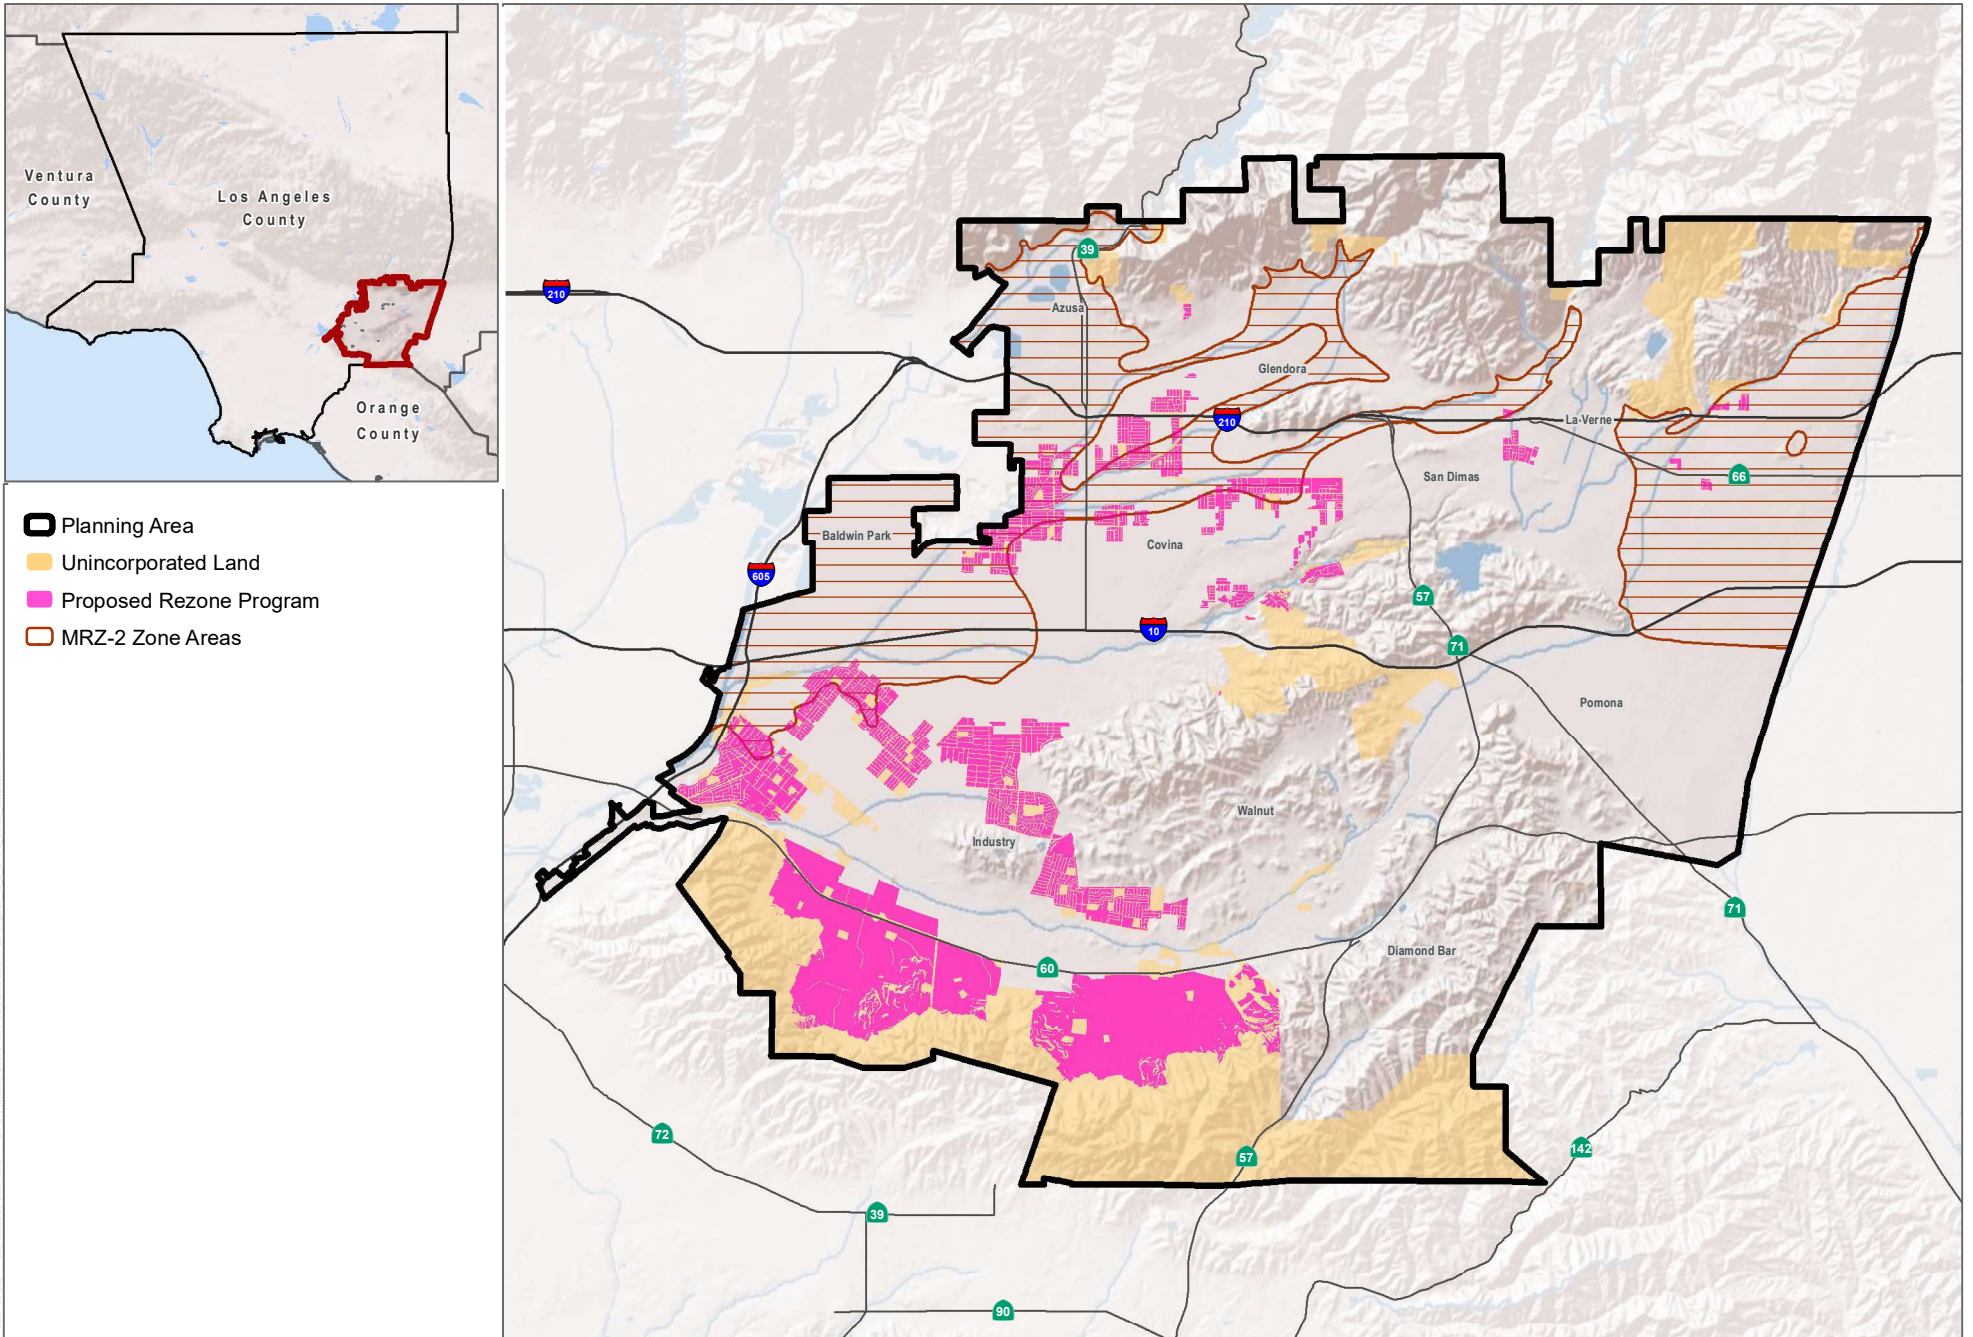 Ventura
County
Los Angeles
County
Orange
County
Planning Area
Unincorporated Land
Proposed Rezone Program
MRZ-2 Zone Areas
39
210
Azusa
Glendora
210
La Verne
San Dimas
66
Baldwin Park
Covina
605
57
10
71
Pomona
Walnut
Industry
71
Diamond Bar
60
72
142
57
39
90